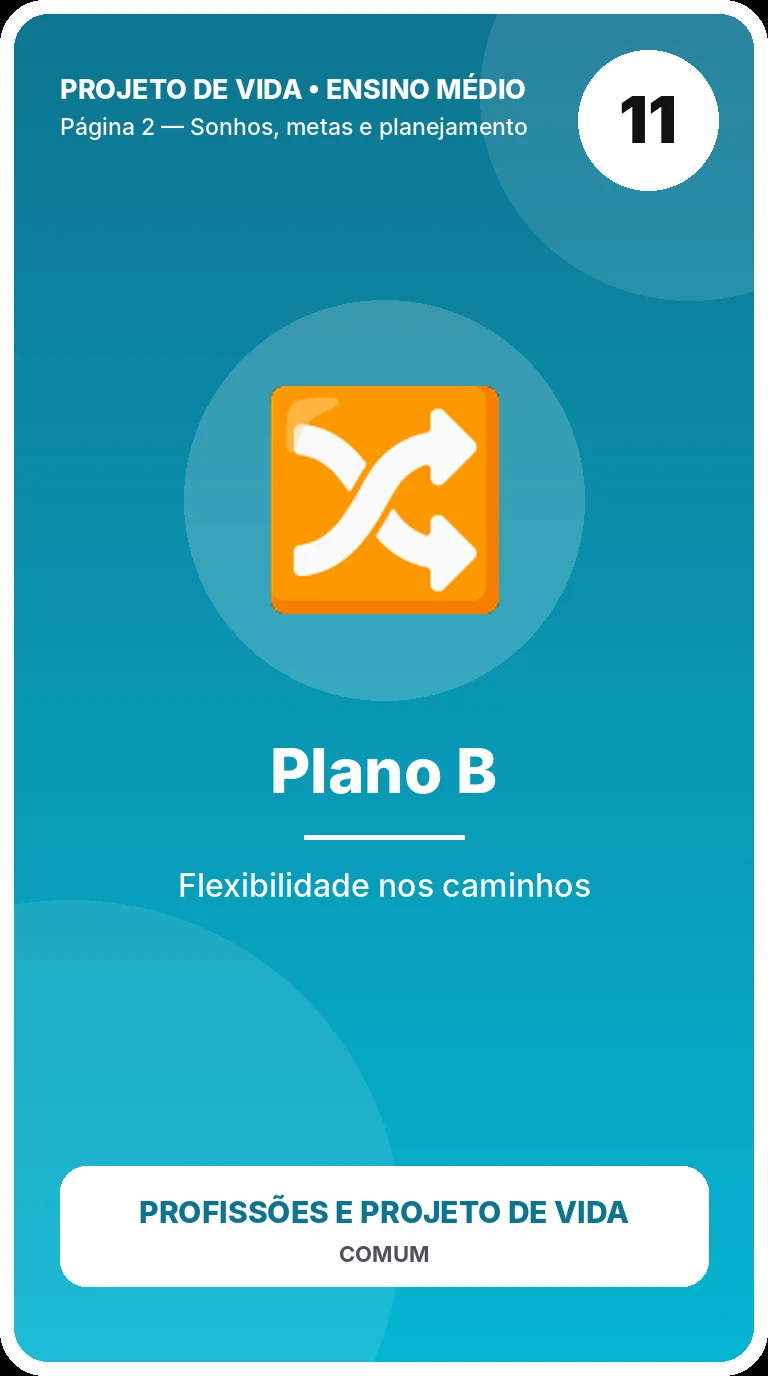 PROJETO DE VIDA • ENSINO MÉDIO
Página 2 — Sonhos, metas e planejamento
11
Plano B
Flexibilidade nos caminhos
PROFISSÕES E PROJETO DE VIDA
COMUM